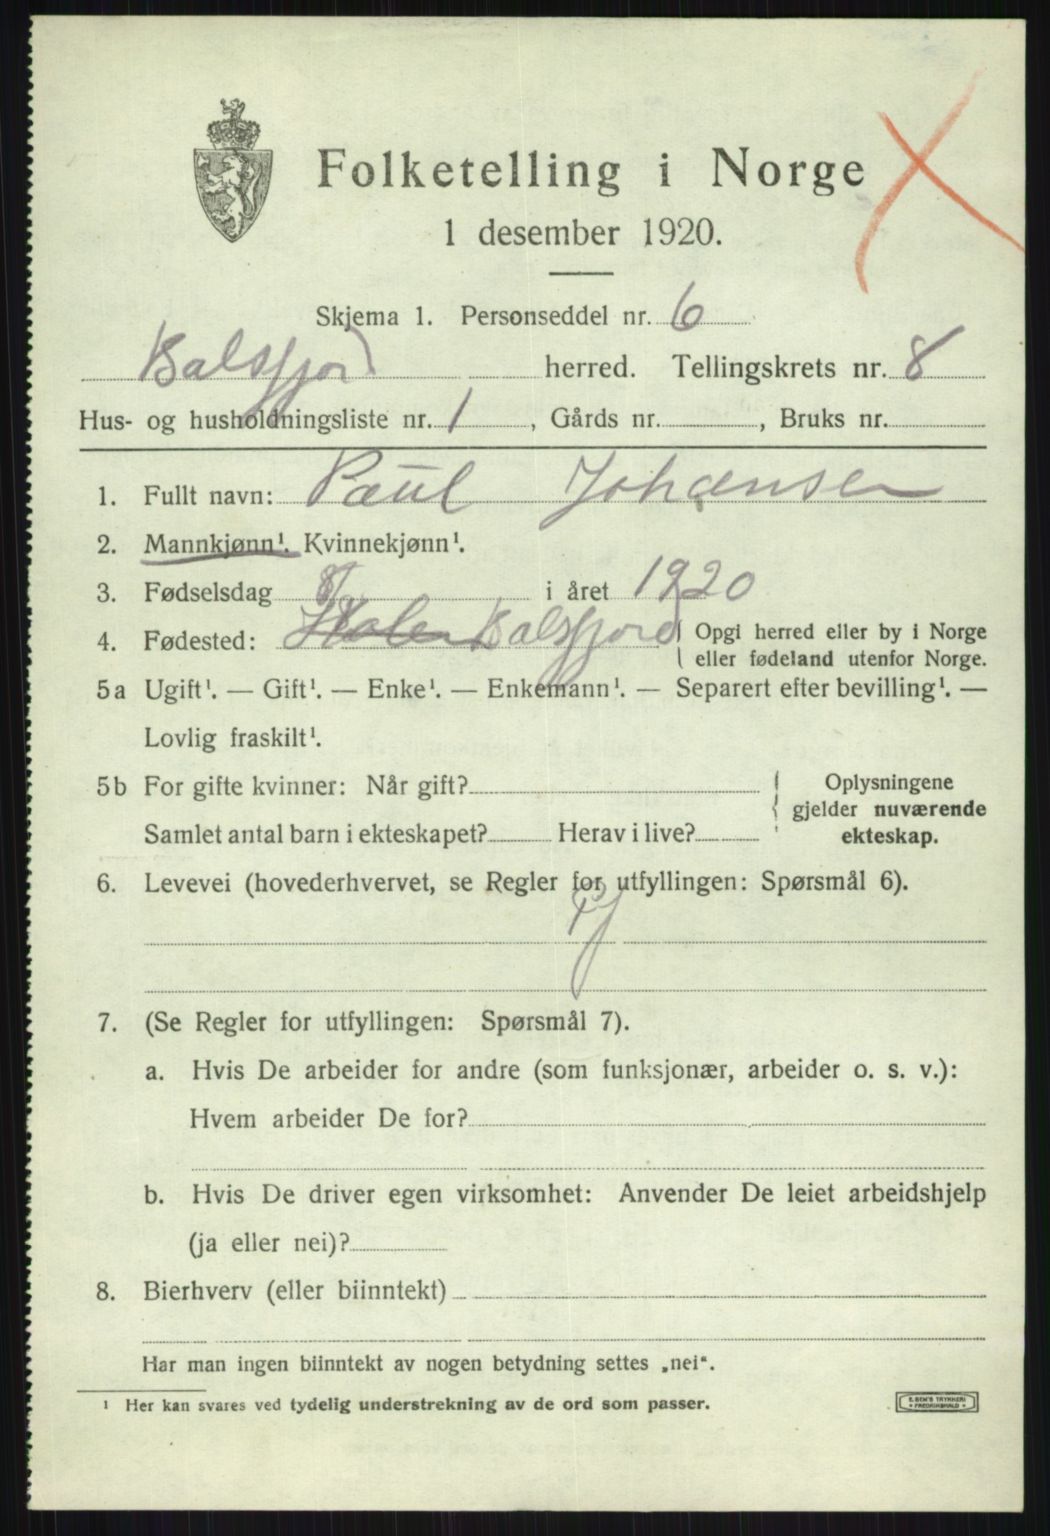 Folketelling i Norge
1 desember 1920.
Skjema 1. Personseddel nr. 6
Balsfjord herred. Tellingskrets nr. 8
Hus- og husholdningsliste nr. 1, Gårds nr. , Bruks nr.
1. Fullt navn: Paul Johansen
2. Mannkjønn¹. Kvinnekjønn¹.
3. Fødselsdag i året 1920
4. Fødested: Balsfjord Opgi herred eller by i Norge
eller fødeland utenfor Norge.
5a Ugift¹. — Gift¹. — Enke¹. — Enkemann¹. — Separert efter bevilling¹. —
Lovlig fraskilt¹.
5b For gifte kvinner: Når gift? Oplysningene
gjelder nuværende
Samlet antal barn i ekteskapet? Herav i live? ekteskap.
6. Levevei (hovederhvervet, se Regler for utfyllingen: Spørsmål 6).
7. (Se Regler for utfyllingen: Spørsmål 7).
a. Hvis De arbeider for andre (som funksjonær, arbeider o. s. v.):
Hvem arbeider De for?
b. Hvis De driver egen virksomhet: Anvender De leiet arbeidshjelp
(ja eller nei)?
8. Bierhverv (eller biinntekt)
Har man ingen biinntekt av nogen betydning settes „nei“.
¹ Her kan svares ved tydelig understrekning av de ord som passer.
E. SEM'S TRYKKERI
FREDRIKSHALD